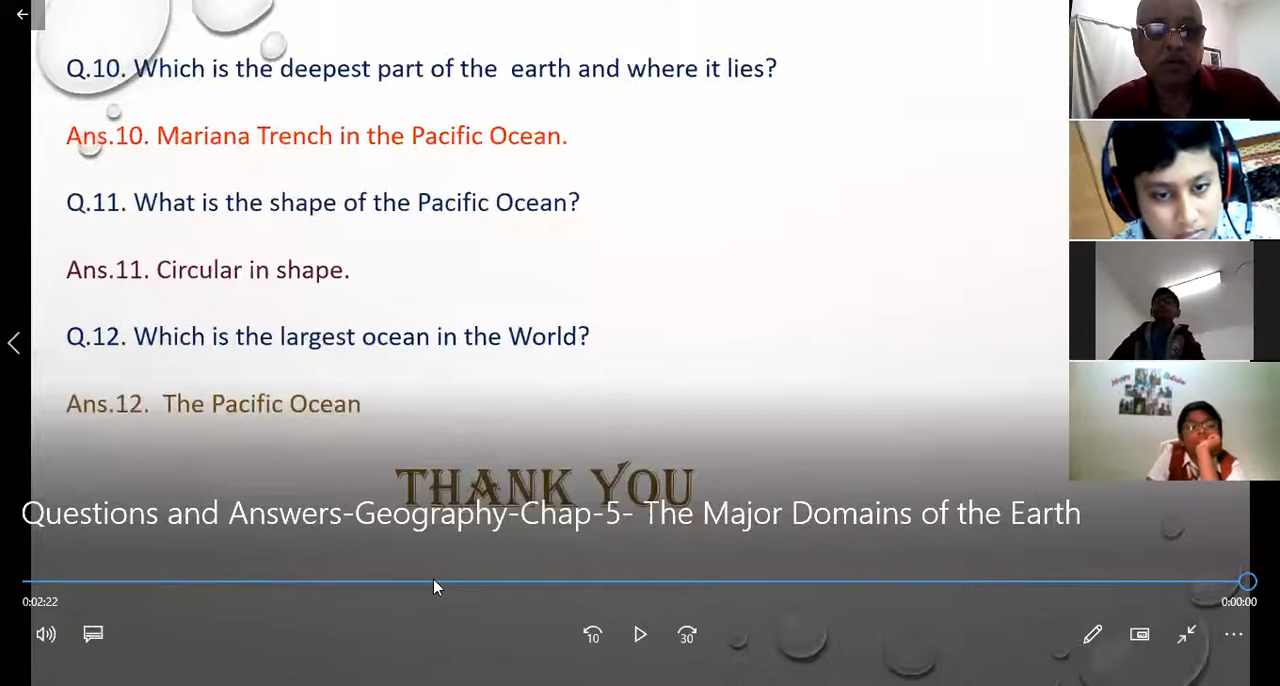 Q.10. Which is the deepest part of the earth and where it lies?
Ans.10. Mariana Trench in the Pacific Ocean.
Q.11. What is the shape of the Pacific Ocean?
Ans.11. Circular in shape.
Q.12. Which is the largest ocean in the World?
Ans.12. The Pacific Ocean
THANK YOU
Questions and Answers-Geography-Chap-5- The Major Domains of the Earth
0:02:22
0:00:00
10
30